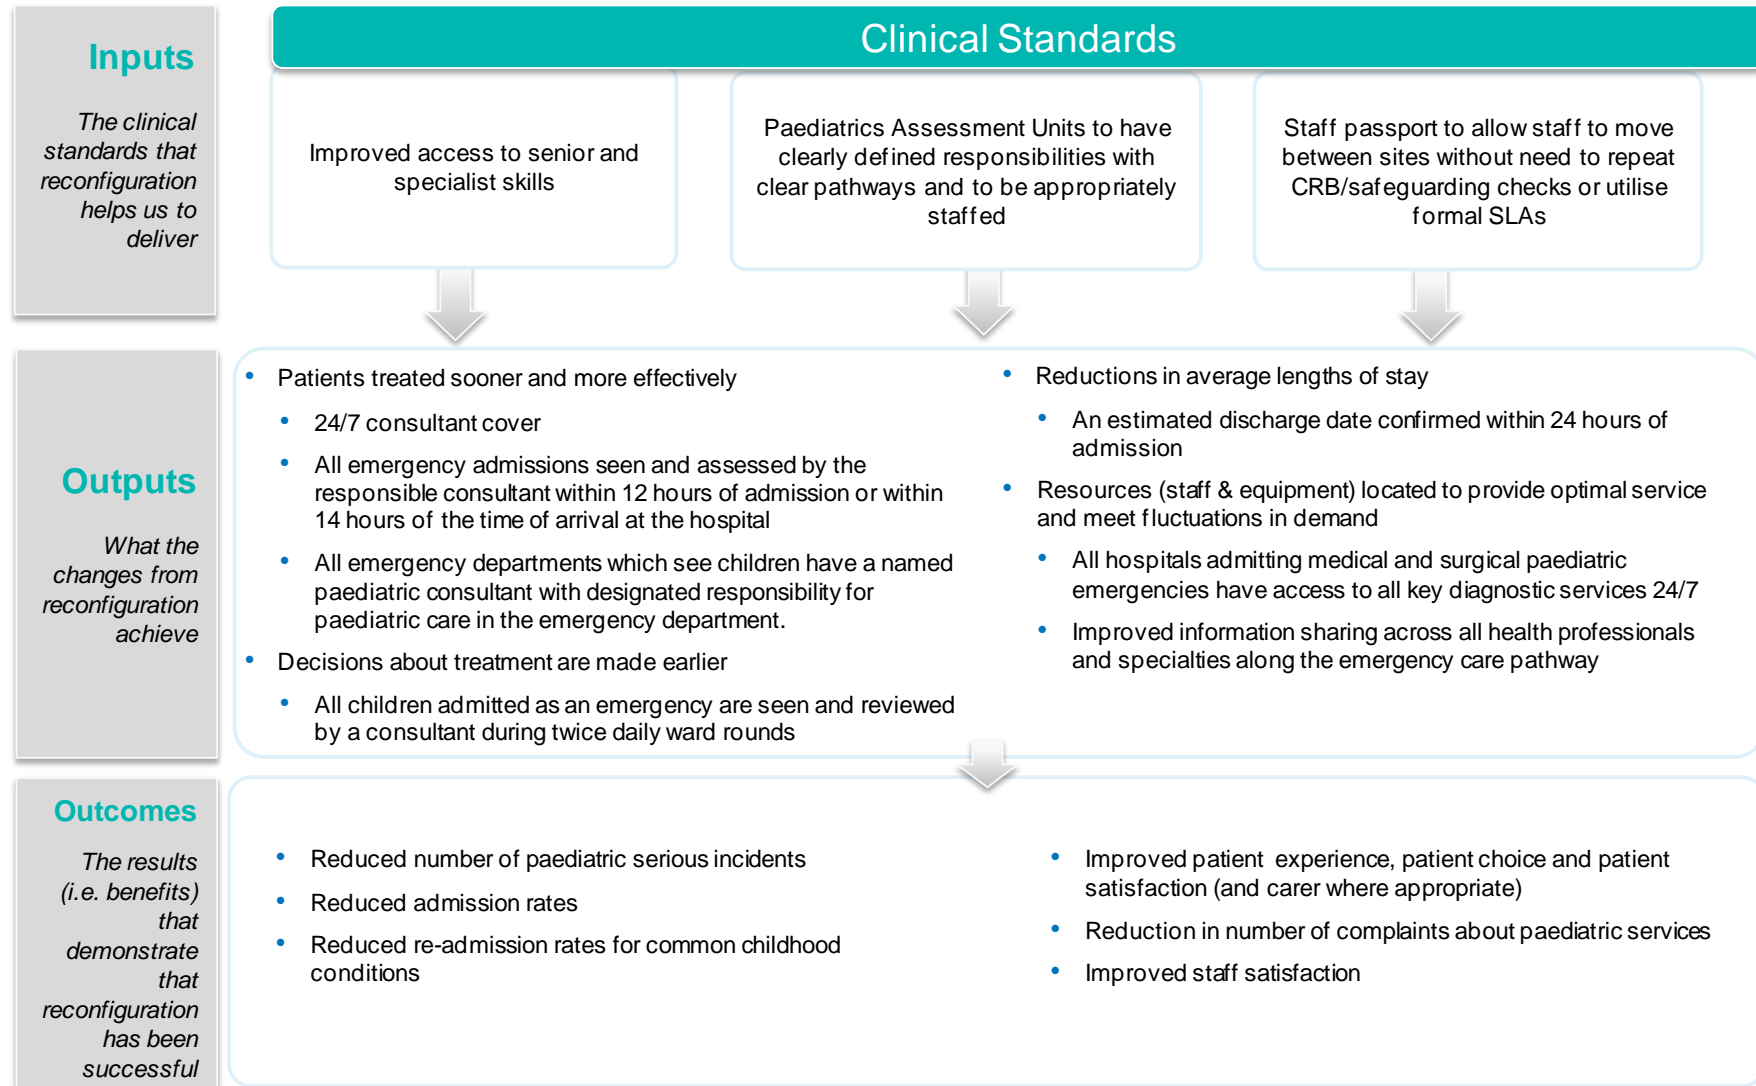 Clinical Standards
Inputs
The clinical
standards that
reconfiguration
helps us to
deliver
Improved access to senior and
specialist skills
Paediatrics Assessment Units to have
clearly defined responsibilities with
clear pathways and to be appropriately
staffed
Staff passport to allow staff to move
between sites without need to repeat
CRB/safeguarding checks or utilise
formal SLAs
Outputs
What the
changes from
reconfiguration
achieve
• Patients treated sooner and more effectively
• 24/7 consultant cover
• All emergency admissions seen and assessed by the
responsible consultant within 12 hours of admission or within
14 hours of the time of arrival at the hospital
• All emergency departments which see children have a named
paediatric consultant with designated responsibility for
paediatric care in the emergency department.
• Decisions about treatment are made earlier
• All children admitted as an emergency are seen and reviewed
by a consultant during twice daily ward rounds
• Reductions in average lengths of stay
• An estimated discharge date confirmed within 24 hours of
admission
• Resources (staff & equipment) located to provide optimal service
and meet fluctuations in demand
• All hospitals admitting medical and surgical paediatric
emergencies have access to all key diagnostic services 24/7
• Improved information sharing across all health professionals
and specialties along the emergency care pathway
Outcomes
The results
(i.e. benefits)
that
demonstrate
that
reconfiguration
has been
successful
• Reduced number of paediatric serious incidents
• Reduced admission rates
• Reduced re-admission rates for common childhood
conditions
• Improved patient experience, patient choice and patient
satisfaction (and carer where appropriate)
• Reduction in number of complaints about paediatric services
• Improved staff satisfaction